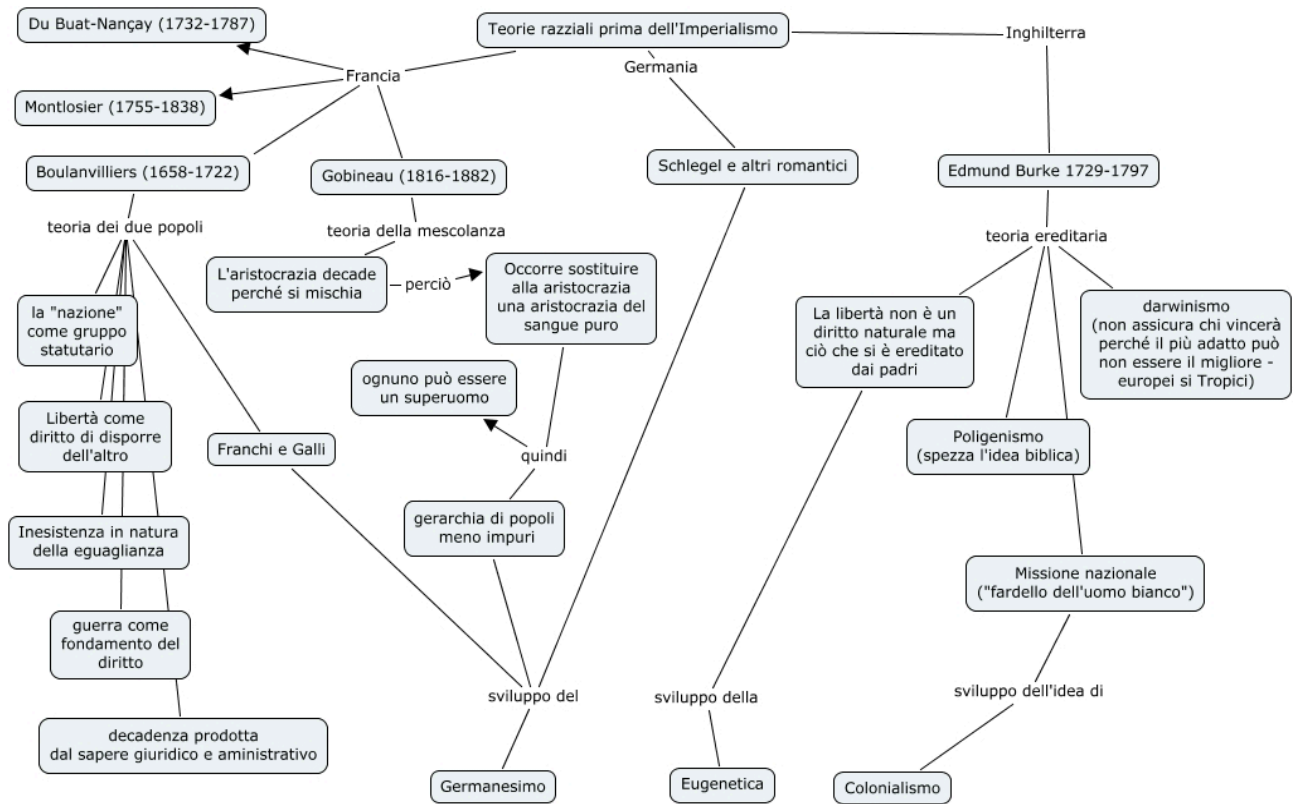 Du Buat-Nançay (1732-1787)
Teorie razziali prima dell'Imperialismo
Inghilterra
Germania
Francia
Montlosier (1755-1838)
Boulanvilliers (1658-1722)
Gobineau (1816-1882)
Schlegel e altri romantici
Edmund Burke 1729-1797
teoria dei due popoli
teoria della mescolanza
teoria ereditaria
L'aristocrazia decade
perché si mischia
perciò
Occorre sostituire
alla aristocrazia
una aristocrazia del
sangue puro
la "nazione"
come gruppo
statutario
La libertà non è un
diritto naturale ma
ciò che si è ereditato
dai padri
darwinismo
(non assicura chi vincerà
perché il più adatto può
non essere il migliore -
europei si Tropici)
ognuno può essere
un superuomo
Libertà come
diritto di disporre
dell'altro
Franchi e Galli
quindi
Poligenismo
(spezza l'idea biblica)
gerarchia di popoli
meno impuri
Inesistenza in natura
della eguaglianza
Missione nazionale
("fardello dell'uomo bianco")
guerra come
fondamento del
diritto
sviluppo del
sviluppo della
sviluppo dell'idea di
decadenza prodotta
dal sapere giuridico e aministrativo
Germanesimo
Eugenetica
Colonialismo